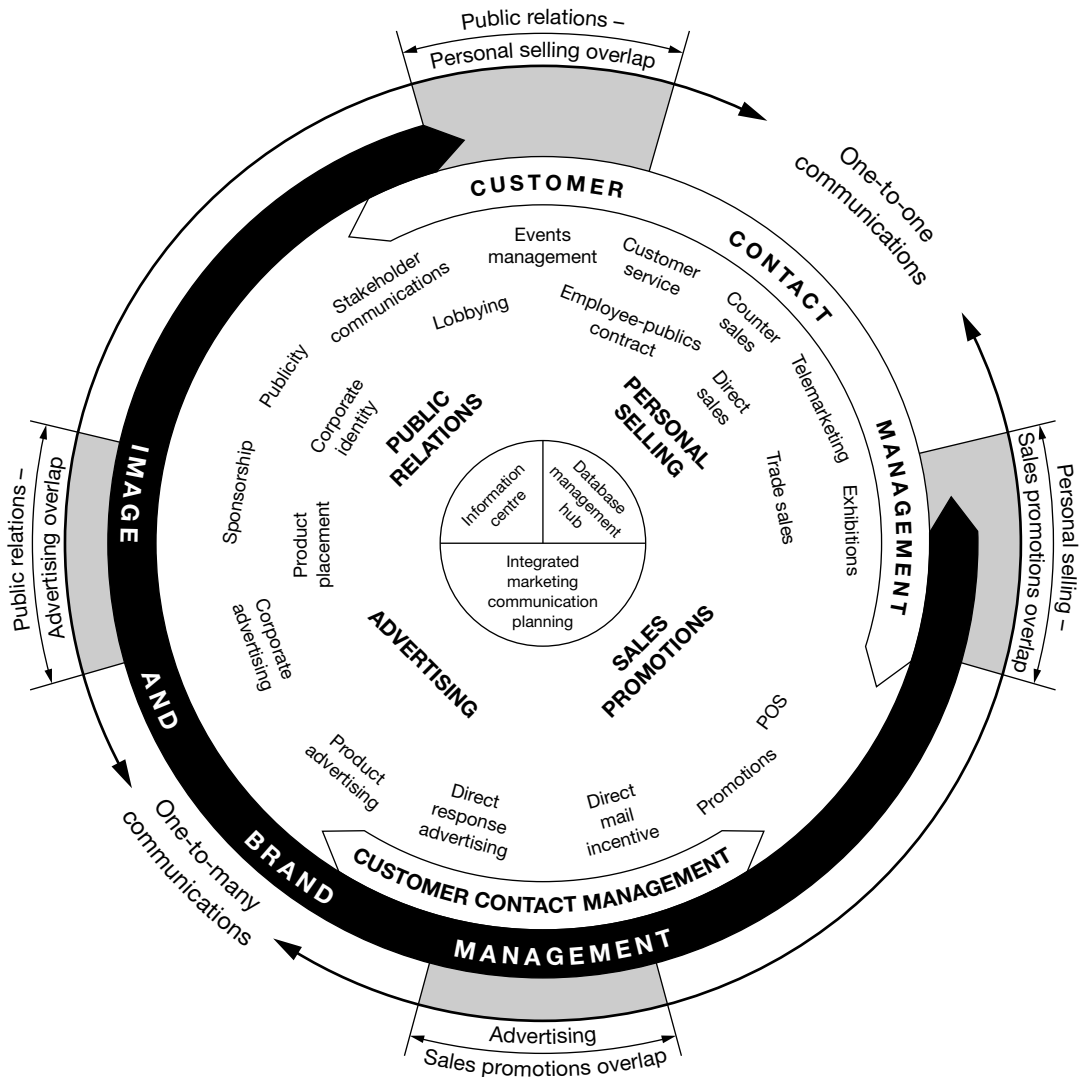 Public relations –
Personal selling overlap
One-to-one
communications
CUSTOMER
CONTACT
MANAGEMENT
Events
management
Customer
service
Stakeholder
communications
Lobbying
Employee-publics
contract
Counter
sales
Publicity
Corporate
identity
PUBLIC
RELATIONS
PERSONAL
SELLING
Direct
sales
Telemarketing
Sponsorship
Product
placement
Trade sales
Exhibitions
Information
centre
Database
management
hub
Integrated
marketing
communication
planning
Public relations –
Advertising overlap
Personal selling –
Sales promotions overlap
IMAGE
AND
BRAND
MANAGEMENT
Corporate
advertising
ADVERTISING
SALES
PROMOTIONS
POS
Product
advertising
Direct
response
advertising
Direct
mail
incentive
Promotions
CUSTOMER CONTACT MANAGEMENT
One-to-many
communications
Advertising
Sales promotions overlap